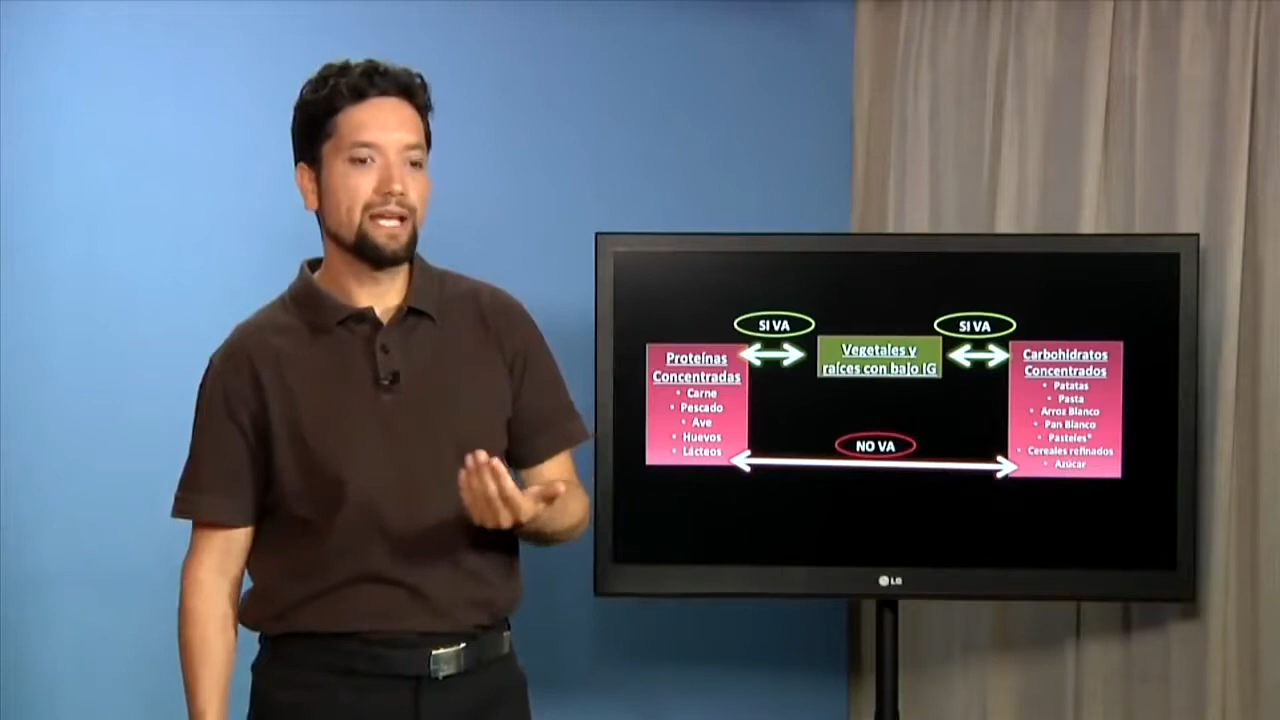 SI VA
SI VA
Proteínas
Concentradas
• Carne
• Pescado
• Ave
• Huevos
• Lácteos
Vegetales y
raíces con bajo IG
Carbohidratos
Concentrados
• Patatas
• Pasta
• Arroz Blanco
• Pan Blanco
• Pasteles*
• Cereales refinados
• Azúcar
NO VA
LG